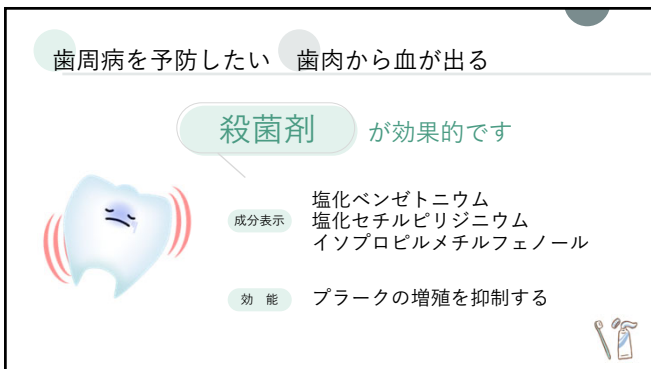 歯周病を予防したい　歯肉から血が出る
殺菌剤　が効果的です
成分表示
塩化ベンゼトニウム
塩化セチルピリジニウム
イソプロピルメチルフェノール
効　能　プラークの増殖を抑制する